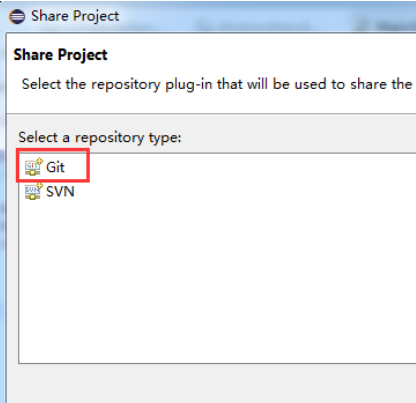 Share Project
Share Project
Select the repository plug-in that will be used to share the
Select a repository type:
Git
SVN